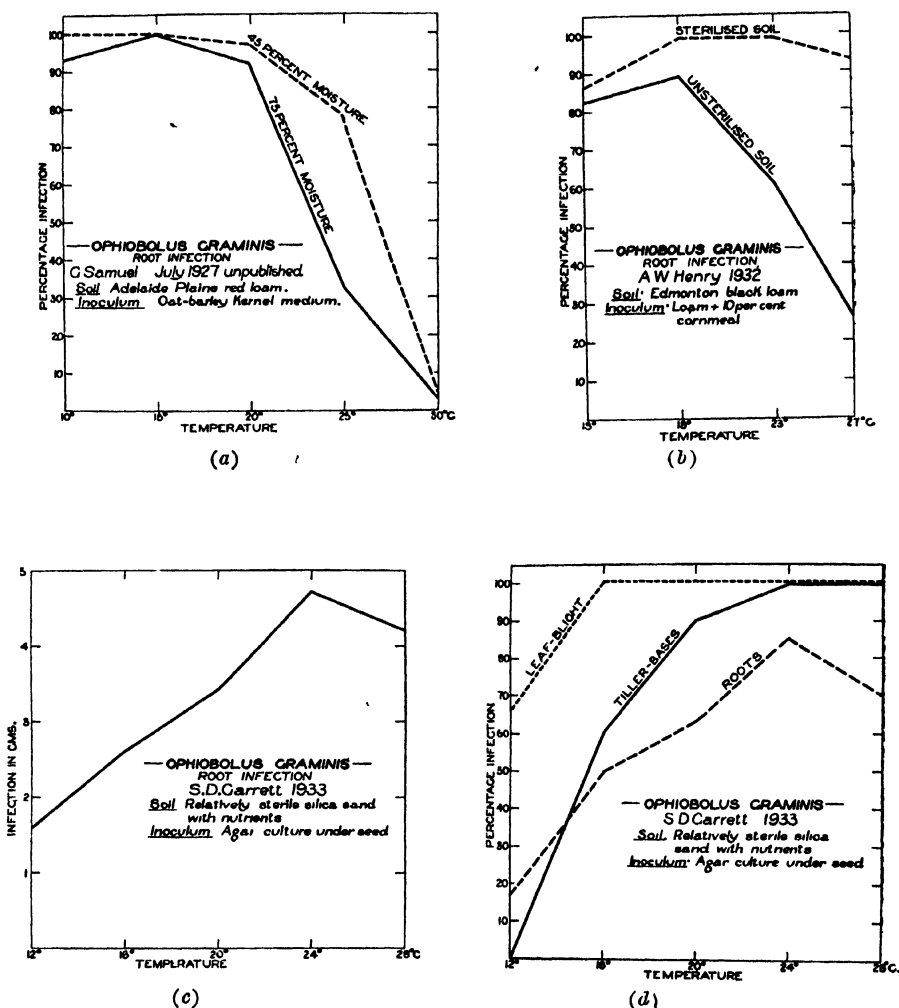 100
90
80
70
60
50
40
30
20
10
PERCENTAGE INFECTION
45 PERCENT MOISTURE
75 PERCENT MOISTURE
— OPHIOBOLUS GRAMINIS —
ROOT INFECTION
G Samuel July 1927 unpublished
Soil Adelaide Plains red loam.
Inoculum Oat-barley Kernel medium.
10° 15° 20° 25° 30°C
TEMPERATURE
(a)
100
90
80
70
60
50
40
30
20
10
PERCENTAGE INFECTION
STERILISED SOIL
UNSTERILISED SOIL
— OPHIOBOLUS GRAMINIS —
ROOT INFECTION
A W Henry 1932
Soil· Edmonton black loam
Inoculum· Loam + 10 per cent
cornmeal
13° 18° 23° 27°C.
TEMPERATURE
(b)
5
4
3
2
1
INFECTION IN CMS.
— OPHIOBOLUS GRAMINIS —
ROOT INFECTION
S.D.Garrett 1933
Soil Relatively sterile silica sand
with nutrients
Inoculum Agar culture under seed
12° 16° 20° 24° 28°C
TEMPERATURE
(c)
100
90
80
70
60
50
40
30
20
10
PERCENTAGE INFECTION
LEAF-BLIGHT
TILLER-BASES
ROOTS
— OPHIOBOLUS GRAMINIS —
S D Garrett 1933
Soil. Relatively sterile silica
sand with nutrients
Inoculum· Agar culture under seed
12° 16° 20° 24° 28°C.
TEMPERATURE
(d)